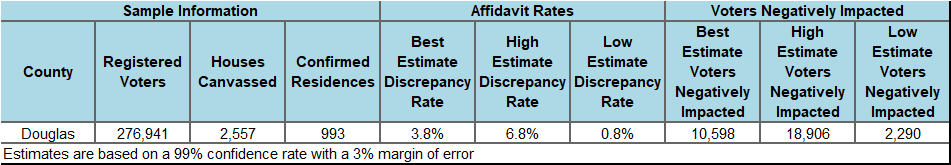 Sample Information Affidavit Rates Voters Negatively Impacted
County Registered Voters Houses Canvassed Confirmed Residences Best Estimate Discrepancy Rate High Estimate Discrepancy Rate Low Estimate Discrepancy Rate Best Estimate Voters Negatively Impacted High Estimate Voters Negatively Impacted Low Estimate Voters Negatively Impacted
Douglas 276,941 2,557 993 3.8% 6.8% 0.8% 10,598 18,906 2,290
Estimates are based on a 99% confidence rate with a 3% margin of error